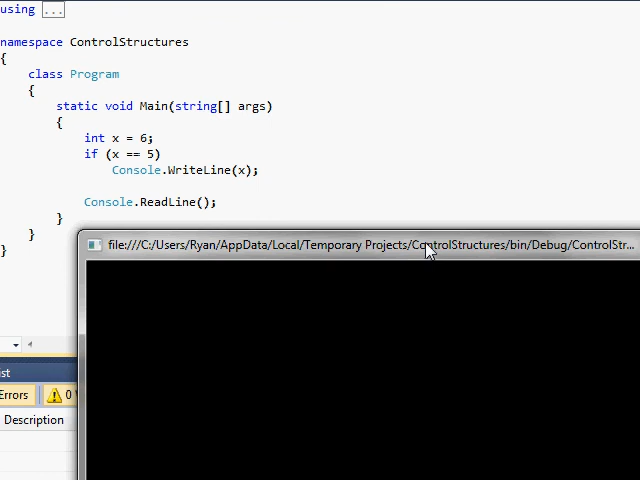 using ...
namespace ControlStructures
{
class Program
{
static void Main(string[] args)
{
int x = 6;
if (x == 5)
Console.WriteLine(x);
Console.ReadLine();
}
}
}
file:///C:/Users/Ryan/AppData/Local/Temporary Projects/ControlStructures/bin/Debug/ControlStr...
ist
Errors 0
Description